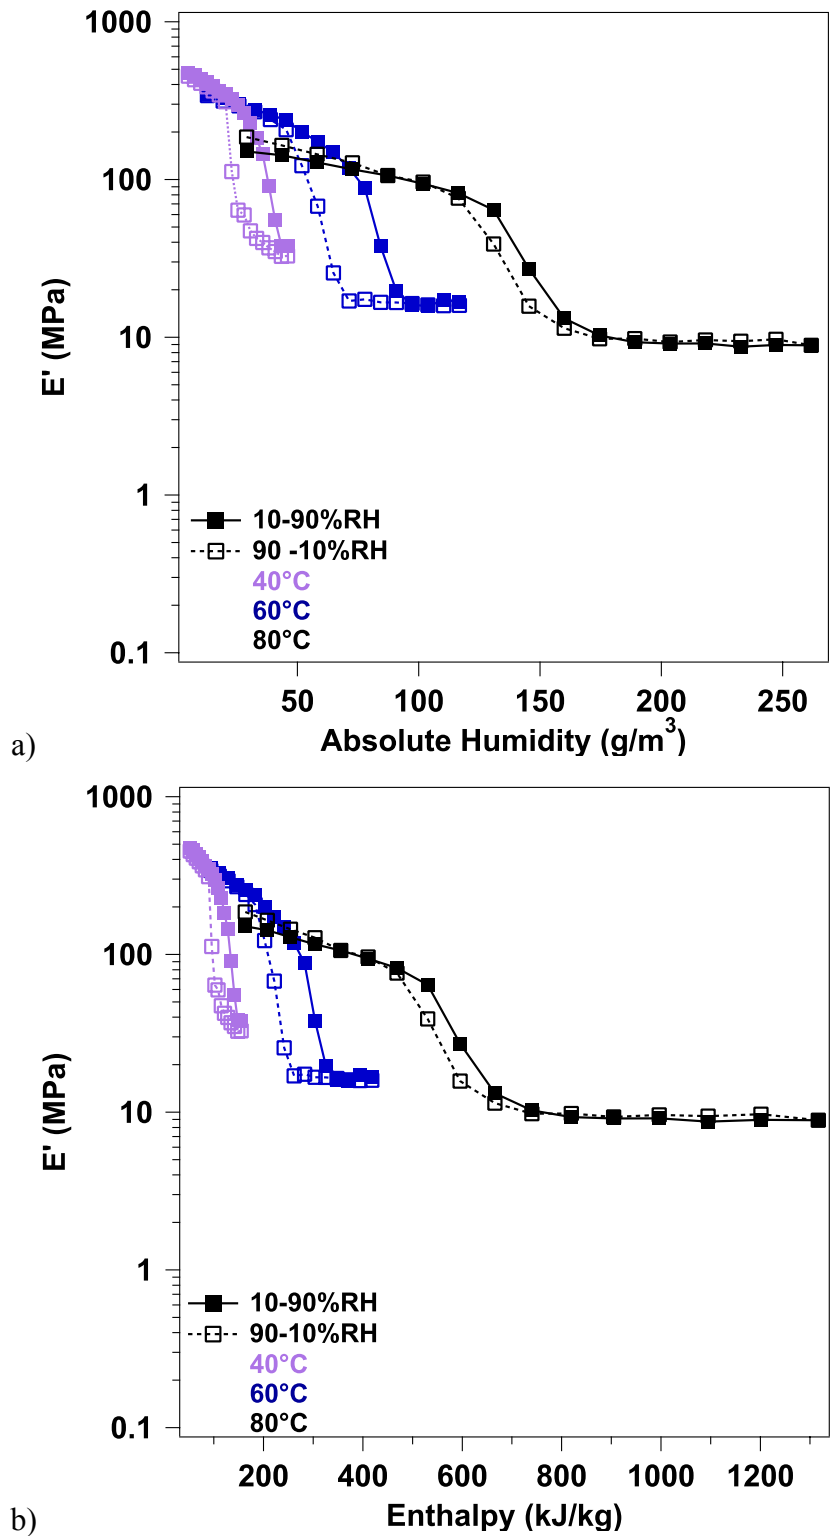 1000
100
10
1
0.1
E' (MPa)
10-90%RH
90 -10%RH
40°C
60°C
80°C
50 100 150 200 250
Absolute Humidity (g/m³)
a)
1000
100
10
1
0.1
E' (MPa)
10-90%RH
90-10%RH
40°C
60°C
80°C
200 400 600 800 1000 1200
Enthalpy (kJ/kg)
b)